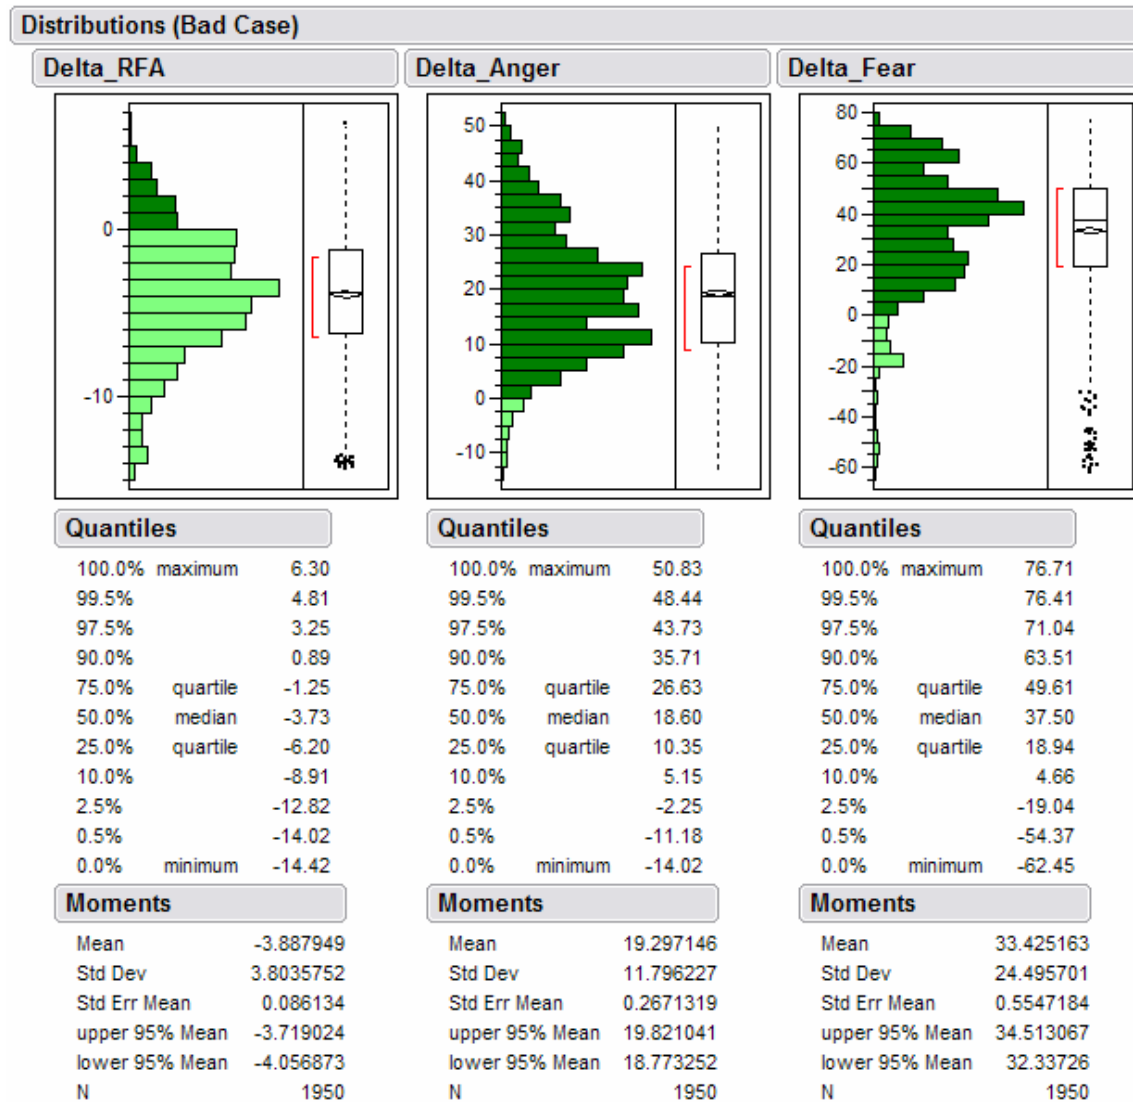 Distributions (Bad Case)
Delta_RFA
0
-10
Quantiles
100.0% maximum 6.30
99.5% 4.81
97.5% 3.25
90.0% 0.89
75.0% quartile -1.25
50.0% median -3.73
25.0% quartile -6.20
10.0% -8.91
2.5% -12.82
0.5% -14.02
0.0% minimum -14.42
Moments
Mean -3.887949
Std Dev 3.8035752
Std Err Mean 0.086134
upper 95% Mean -3.719024
lower 95% Mean -4.056873
N 1950
Delta_Anger
50
40
30
20
10
0
-10
Quantiles
100.0% maximum 50.83
99.5% 48.44
97.5% 43.73
90.0% 35.71
75.0% quartile 26.63
50.0% median 18.60
25.0% quartile 10.35
10.0% 5.15
2.5% -2.25
0.5% -11.18
0.0% minimum -14.02
Moments
Mean 19.297146
Std Dev 11.796227
Std Err Mean 0.2671319
upper 95% Mean 19.821041
lower 95% Mean 18.773252
N 1950
Delta_Fear
80
60
40
20
0
-20
-40
-60
Quantiles
100.0% maximum 76.71
99.5% 76.41
97.5% 71.04
90.0% 63.51
75.0% quartile 49.61
50.0% median 37.50
25.0% quartile 18.94
10.0% 4.66
2.5% -19.04
0.5% -54.37
0.0% minimum -62.45
Moments
Mean 33.425163
Std Dev 24.495701
Std Err Mean 0.5547184
upper 95% Mean 34.513067
lower 95% Mean 32.33726
N 1950